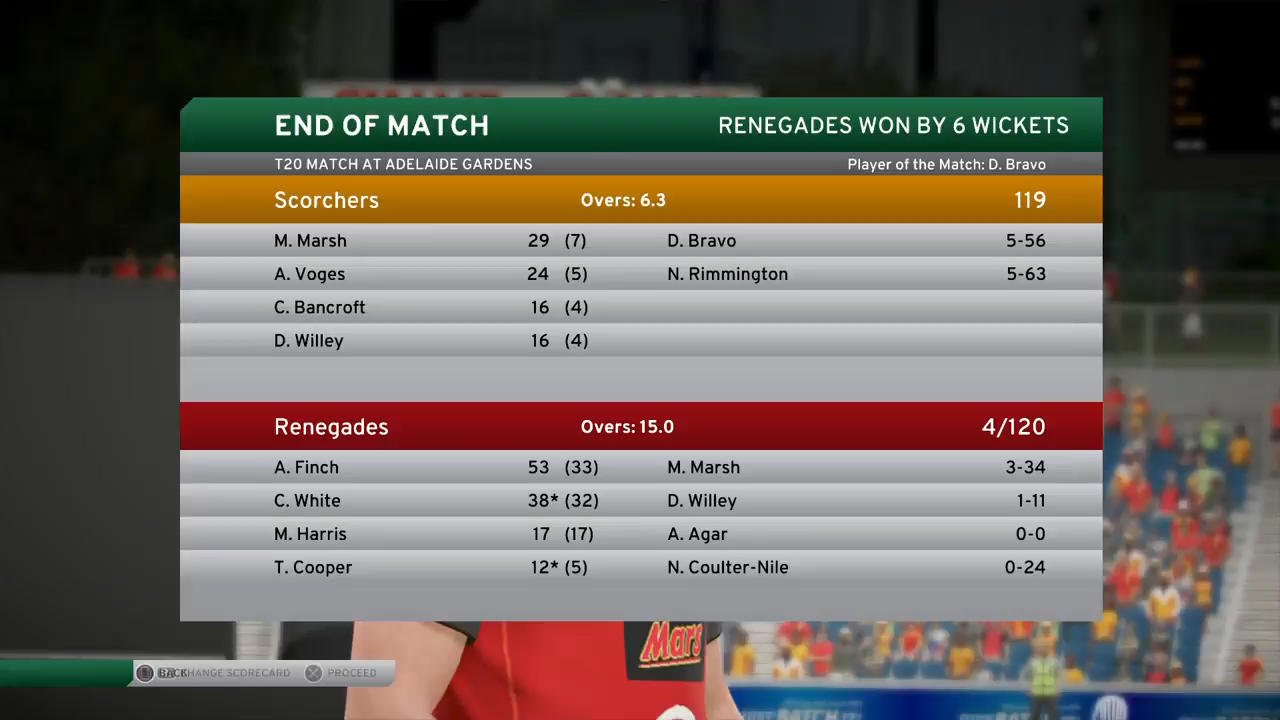 END OF MATCH RENEGADES WON BY 6 WICKETS
T20 MATCH AT ADELAIDE GARDENS Player of the Match: D. Bravo
Scorchers Overs: 6.3 119
M. Marsh 29 (7) D. Bravo 5-56
A. Voges 24 (5) N. Rimmington 5-63
C. Bancroft 16 (4)
D. Willey 16 (4)
Renegades Overs: 15.0 4/120
A. Finch 53 (33) M. Marsh 3-34
C. White 38* (32) D. Willey 1-11
M. Harris 17 (17) A. Agar 0-0
T. Cooper 12* (5) N. Coulter-Nile 0-24
Mars
BACK CHANGE SCORECARD PROCEED